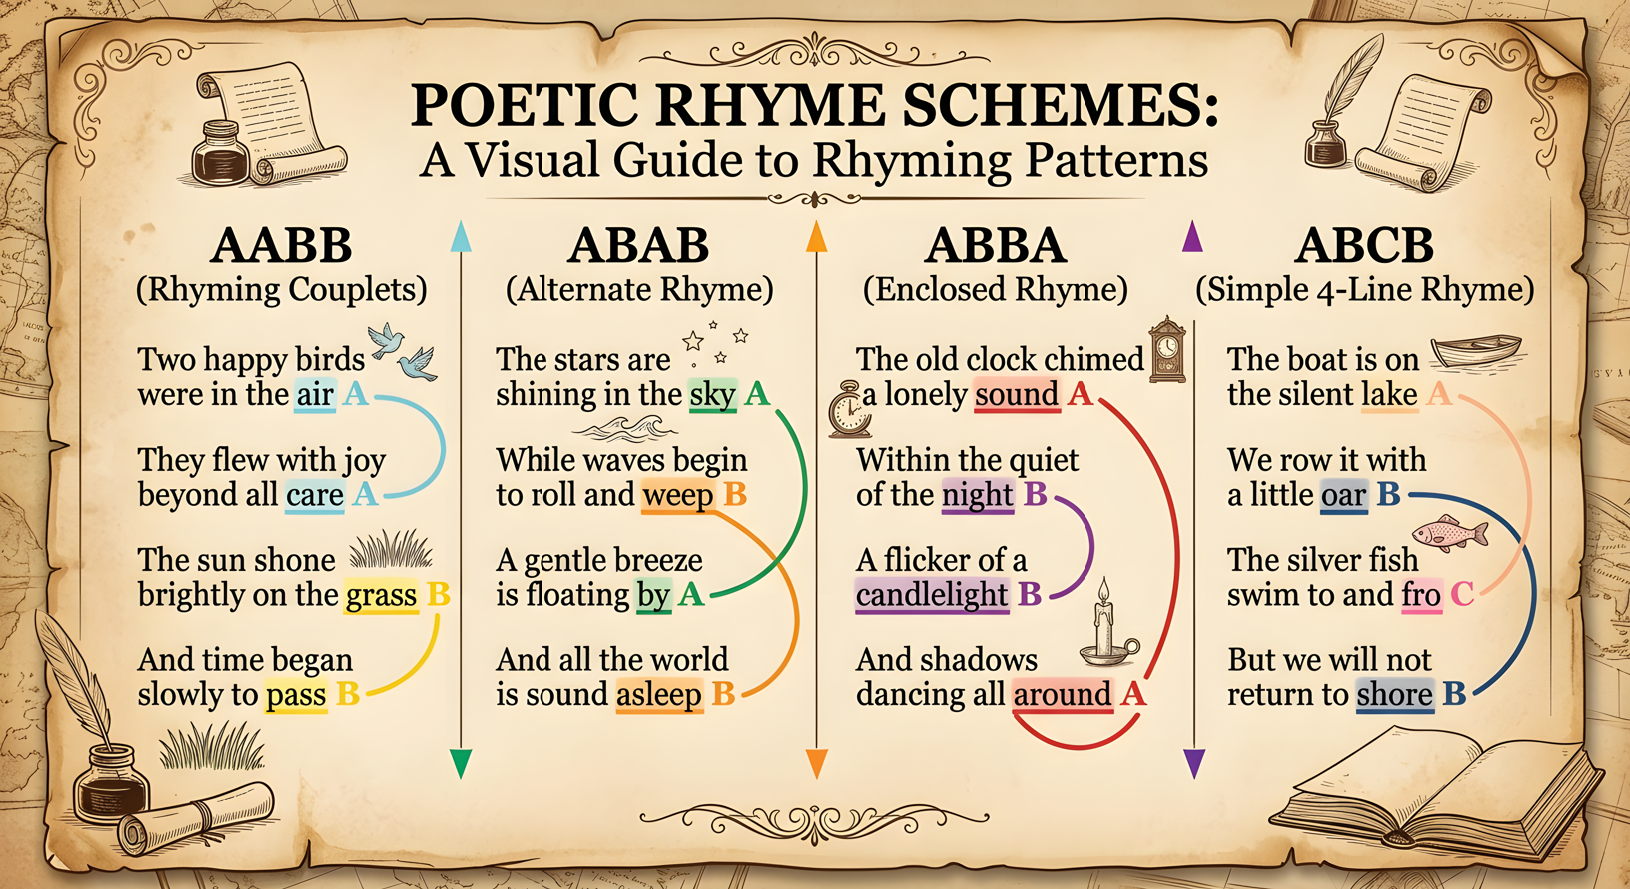 POETIC RHYME SCHEMES:
A Visual Guide to Rhyming Patterns
AABB
(Rhyming Couplets)
Two happy birds
were in the air A
They flew with joy
beyond all care A
The sun shone
brightly on the grass B
And time began
slowly to pass B
ABAB
(Alternate Rhyme)
The stars are
shining in the sky A
While waves begin
to roll and weep B
A gentle breeze
is floating by A
And all the world
is sound asleep B
ABBA
(Enclosed Rhyme)
The old clock chimed
a lonely sound A
Within the quiet
of the night B
A flicker of a
candlelight B
And shadows
dancing all around A
ABCB
(Simple 4-Line Rhyme)
The boat is on
the silent lake A
We row it with
a little oar B
The silver fish
swim to and fro C
But we will not
return to shore B